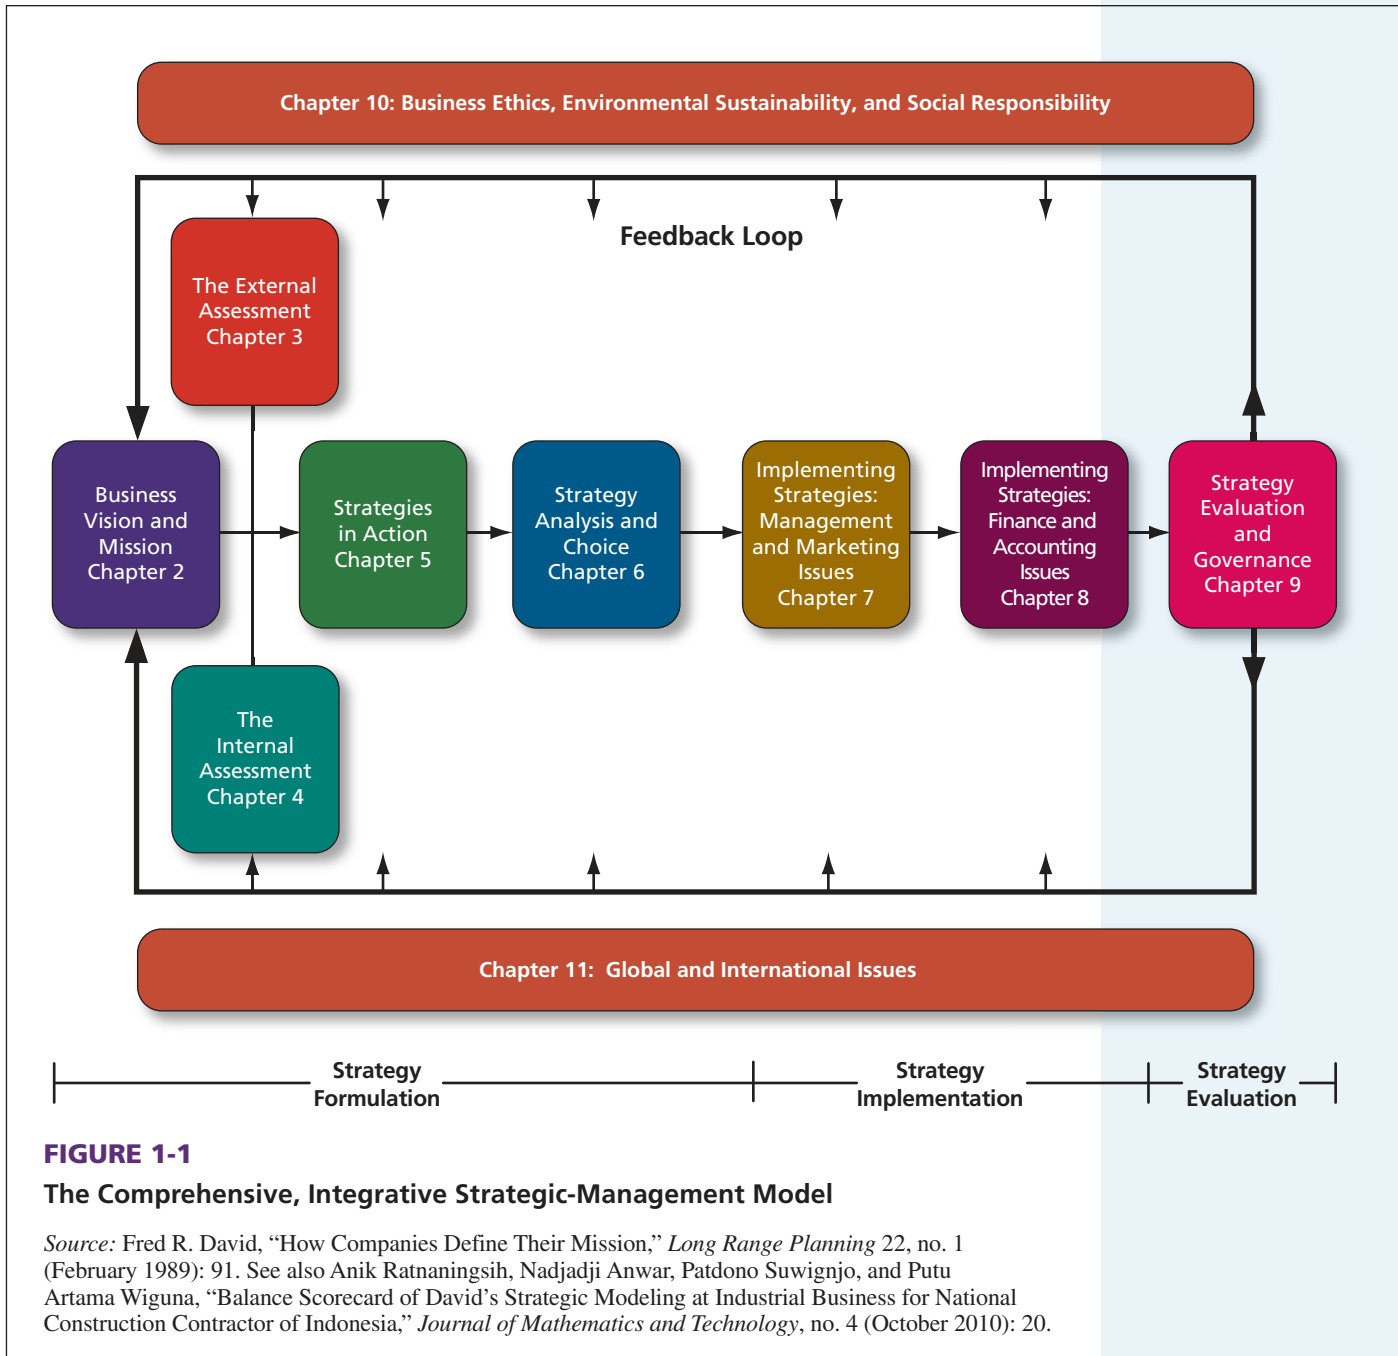 Chapter 10: Business Ethics, Environmental Sustainability, and Social Responsibility
Feedback Loop
The External
Assessment
Chapter 3
Business
Vision and
Mission
Chapter 2
Strategies
in Action
Chapter 5
Strategy
Analysis and
Choice
Chapter 6
Implementing
Strategies:
Management
and Marketing
Issues
Chapter 7
Implementing
Strategies:
Finance and
Accounting
Issues
Chapter 8
Strategy
Evaluation
and
Governance
Chapter 9
The
Internal
Assessment
Chapter 4
Chapter 11: Global and International Issues
Strategy
Formulation
Strategy
Implementation
Strategy
Evaluation
FIGURE 1-1
The Comprehensive, Integrative Strategic-Management Model
Source: Fred R. David, “How Companies Define Their Mission,” Long Range Planning 22, no. 1
(February 1989): 91. See also Anik Ratnaningsih, Nadjadji Anwar, Patdono Suwignjo, and Putu
Artama Wiguna, “Balance Scorecard of David’s Strategic Modeling at Industrial Business for National
Construction Contractor of Indonesia,” Journal of Mathematics and Technology, no. 4 (October 2010): 20.